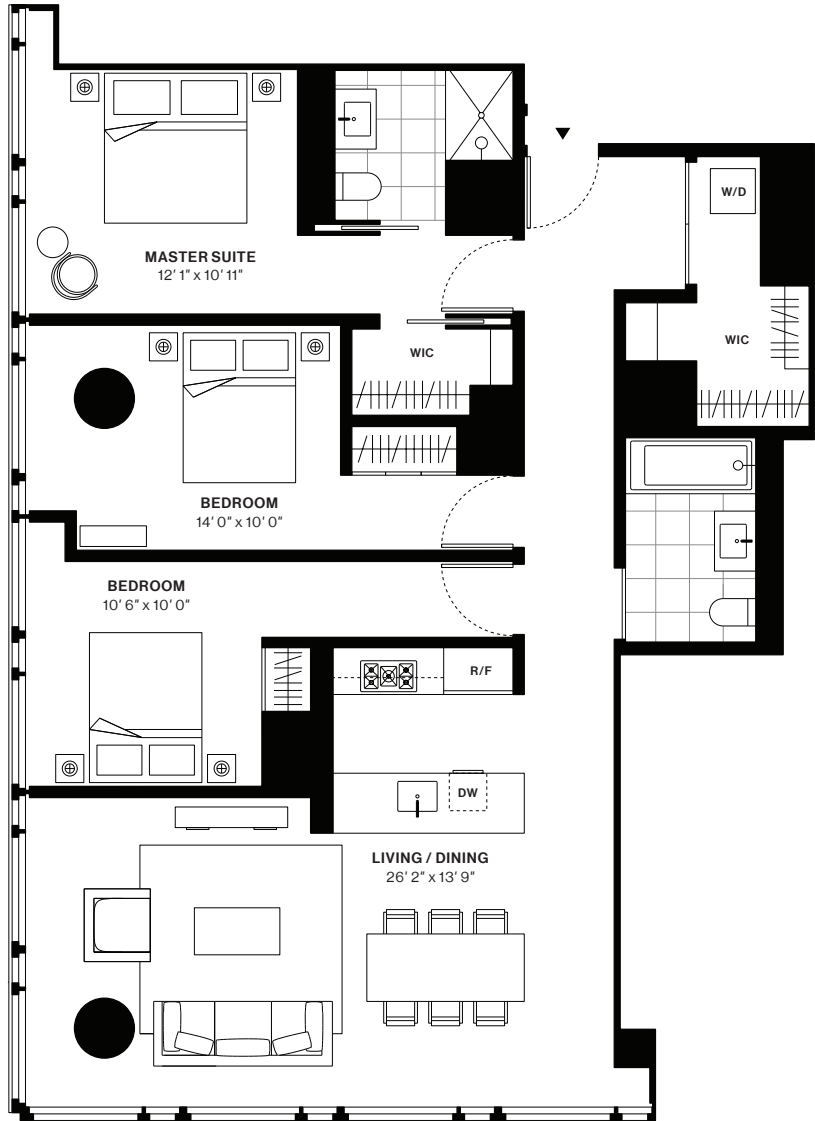 W/D
MASTER SUITE
12' 1" x 10' 11"
WIC
WIC
BEDROOM
14' 0" x 10' 0"
BEDROOM
10' 6" x 10' 0"
R/F
DW
LIVING / DINING
26' 2" x 13' 9"